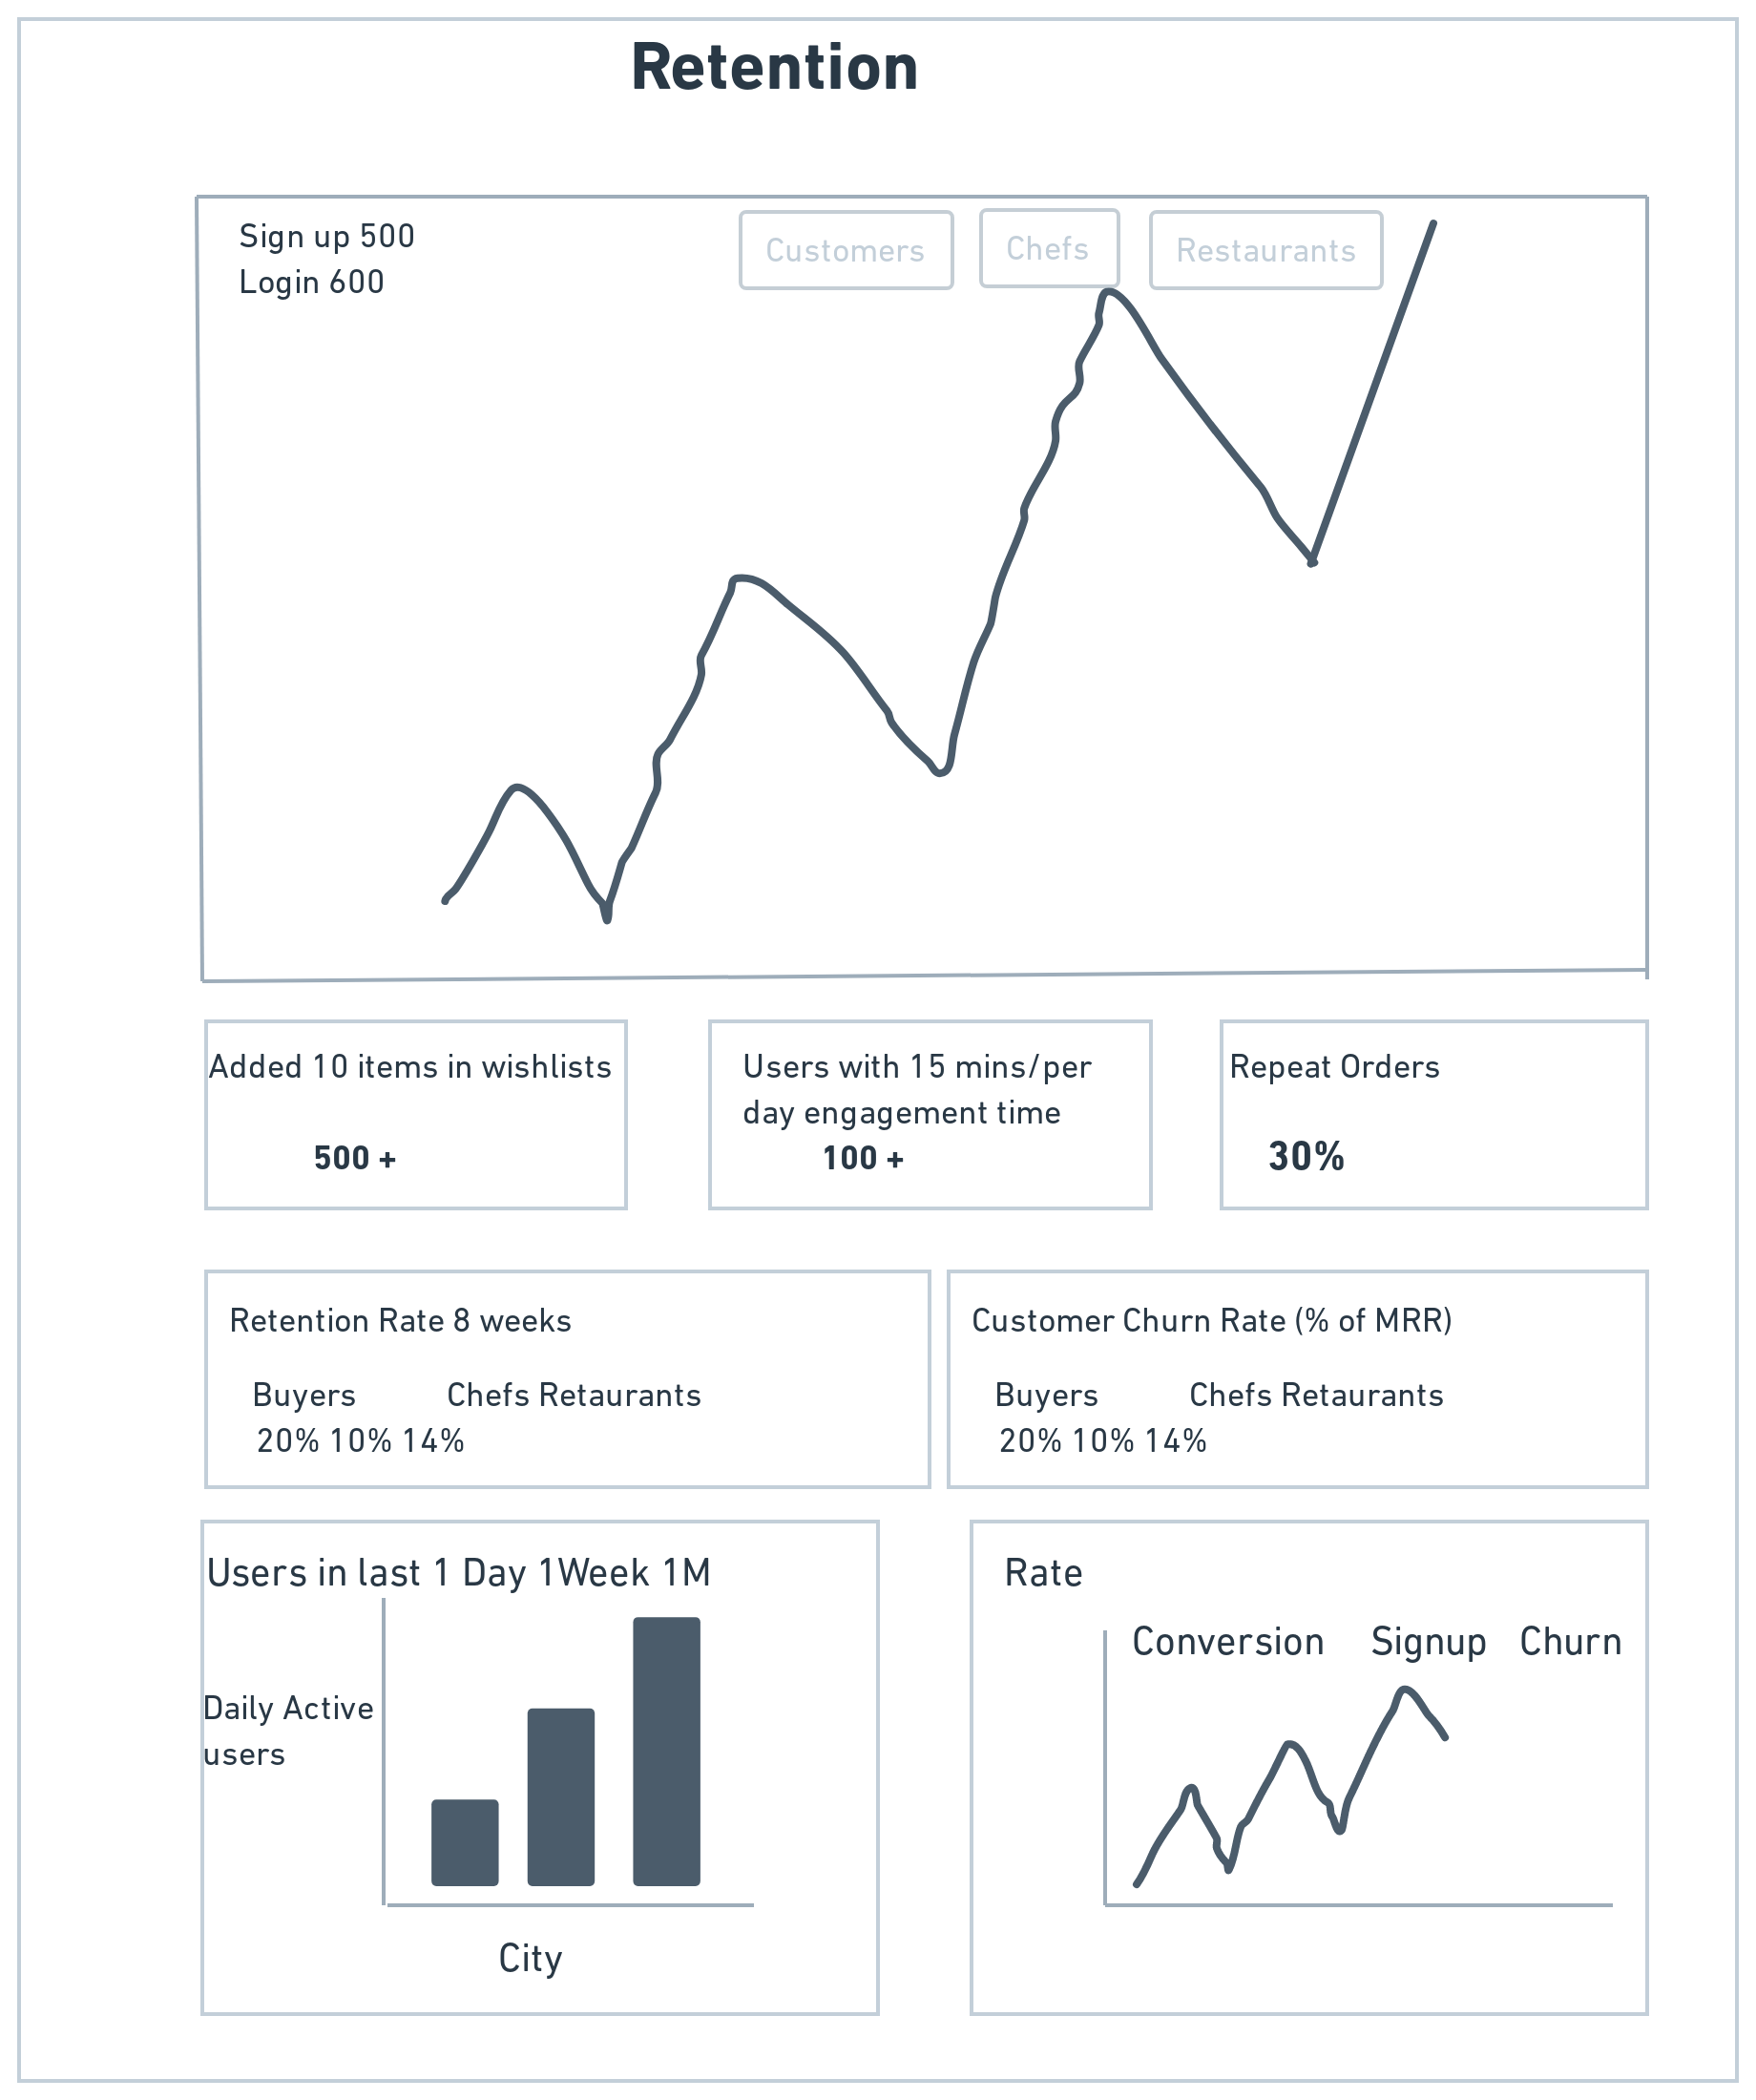 Retention
Sign up 500
Login 600
Customers
Chefs
Restaurants
Added 10 items in wishlists
500 +
Users with 15 mins/per
day engagement time
100 +
Repeat Orders
30%
Retention Rate 8 weeks
Buyers Chefs Retaurants
20% 10% 14%
Customer Churn Rate (% of MRR)
Buyers Chefs Retaurants
20% 10% 14%
Users in last 1 Day 1Week 1M
Daily Active
users
City
Rate
Conversion Signup Churn